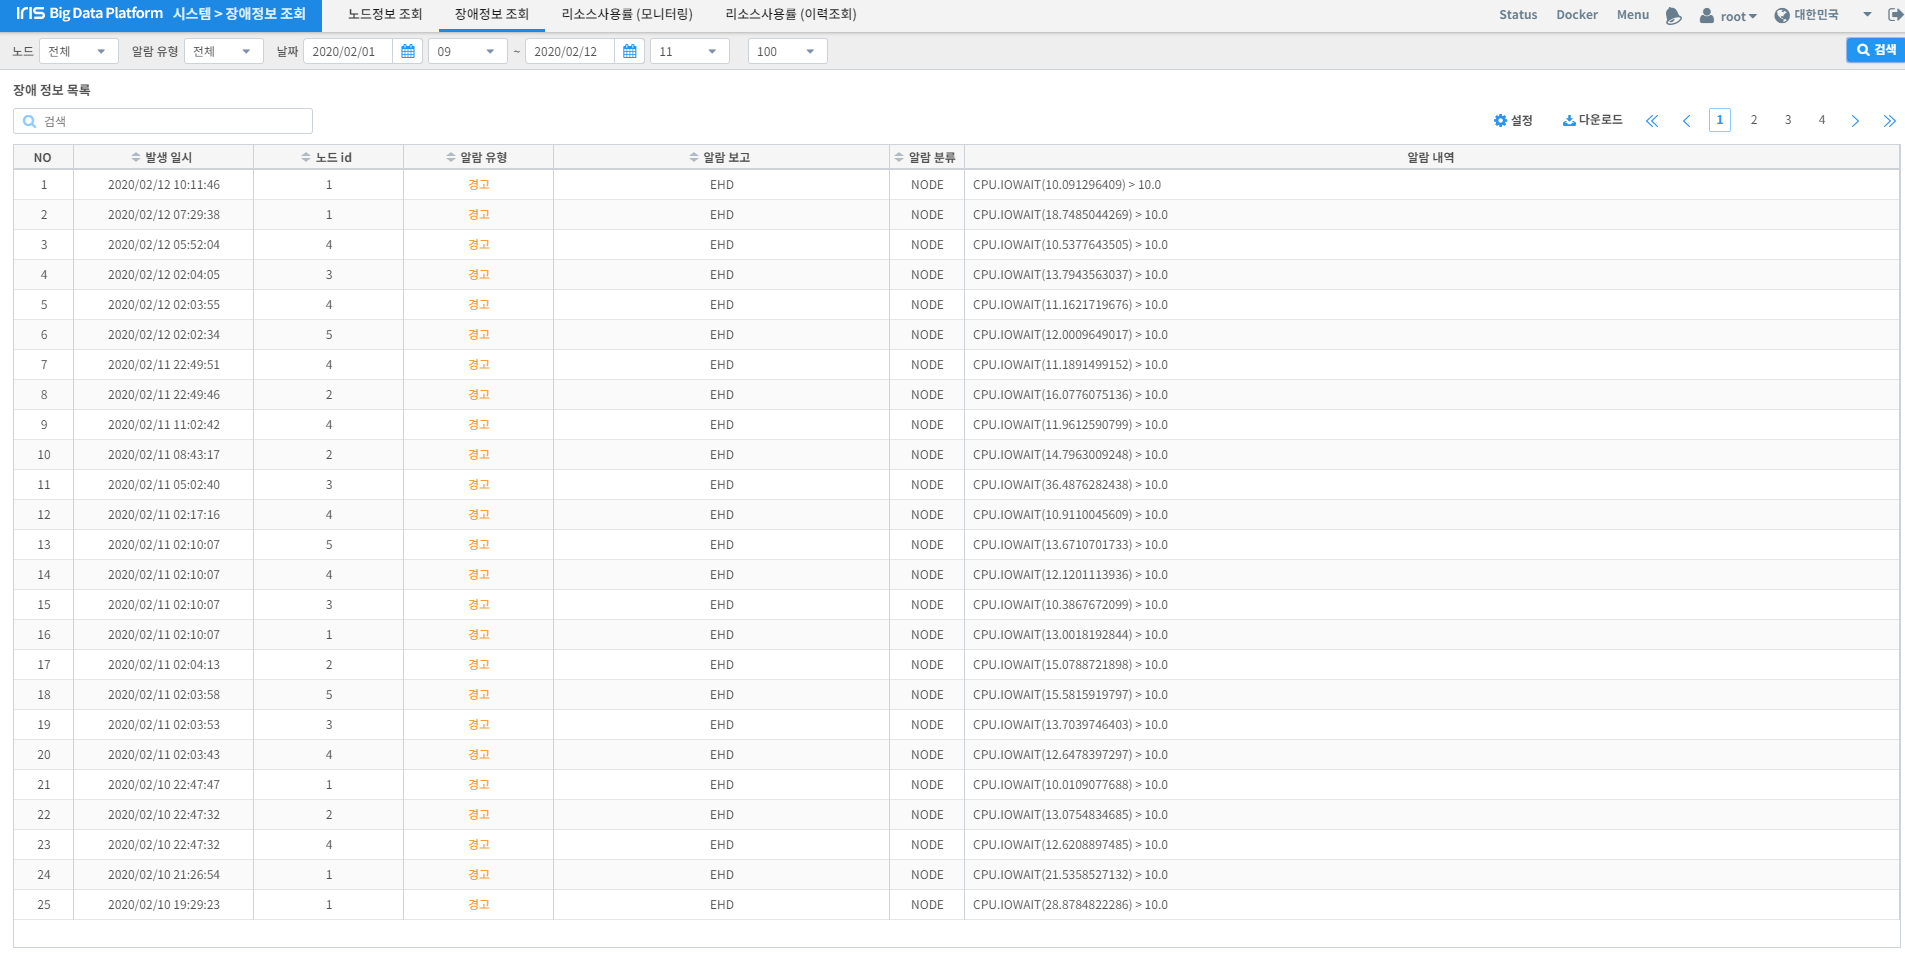 IRIS Big Data Platform 시스템 > 장애정보 조회 노드정보 조회 장애정보 조회 리소스사용률 (모니터링) 리소스사용률 (이력조회) Status Docker Menu root 대한민국
노드 전체 알람 유형 전체 날짜 2020/02/01 09 ~ 2020/02/12 11 100 검색
장애 정보 목록
검색 설정 다운로드 1 2 3 4
NO 발생 일시 노드 id 알람 유형 알람 보고 알람 분류 알람 내역
1 2020/02/12 10:11:46 1 경고 EHD NODE CPU.IOWAIT(10.091296409) > 10.0
2 2020/02/12 07:29:38 1 경고 EHD NODE CPU.IOWAIT(18.7485044269) > 10.0
3 2020/02/12 05:52:04 4 경고 EHD NODE CPU.IOWAIT(10.5377643505) > 10.0
4 2020/02/12 02:04:05 3 경고 EHD NODE CPU.IOWAIT(13.7943563037) > 10.0
5 2020/02/12 02:03:55 4 경고 EHD NODE CPU.IOWAIT(11.1621719676) > 10.0
6 2020/02/12 02:02:34 5 경고 EHD NODE CPU.IOWAIT(12.0009649017) > 10.0
7 2020/02/11 22:49:51 4 경고 EHD NODE CPU.IOWAIT(11.1891499152) > 10.0
8 2020/02/11 22:49:46 2 경고 EHD NODE CPU.IOWAIT(16.0776075136) > 10.0
9 2020/02/11 11:02:42 4 경고 EHD NODE CPU.IOWAIT(11.9612590799) > 10.0
10 2020/02/11 08:43:17 2 경고 EHD NODE CPU.IOWAIT(14.7963009248) > 10.0
11 2020/02/11 05:02:40 3 경고 EHD NODE CPU.IOWAIT(36.4876282438) > 10.0
12 2020/02/11 02:17:16 4 경고 EHD NODE CPU.IOWAIT(10.9110045609) > 10.0
13 2020/02/11 02:10:07 5 경고 EHD NODE CPU.IOWAIT(13.6710701733) > 10.0
14 2020/02/11 02:10:07 4 경고 EHD NODE CPU.IOWAIT(12.1201113936) > 10.0
15 2020/02/11 02:10:07 3 경고 EHD NODE CPU.IOWAIT(10.3867672099) > 10.0
16 2020/02/11 02:10:07 1 경고 EHD NODE CPU.IOWAIT(13.0018192844) > 10.0
17 2020/02/11 02:04:13 2 경고 EHD NODE CPU.IOWAIT(15.0788721898) > 10.0
18 2020/02/11 02:03:58 5 경고 EHD NODE CPU.IOWAIT(15.5815919797) > 10.0
19 2020/02/11 02:03:53 3 경고 EHD NODE CPU.IOWAIT(13.7039746403) > 10.0
20 2020/02/11 02:03:43 4 경고 EHD NODE CPU.IOWAIT(12.6478397297) > 10.0
21 2020/02/10 22:47:47 1 경고 EHD NODE CPU.IOWAIT(10.0109077688) > 10.0
22 2020/02/10 22:47:32 2 경고 EHD NODE CPU.IOWAIT(13.0754834685) > 10.0
23 2020/02/10 22:47:32 4 경고 EHD NODE CPU.IOWAIT(12.6208897485) > 10.0
24 2020/02/10 21:26:54 1 경고 EHD NODE CPU.IOWAIT(21.5358527132) > 10.0
25 2020/02/10 19:29:23 1 경고 EHD NODE CPU.IOWAIT(28.8784822286) > 10.0